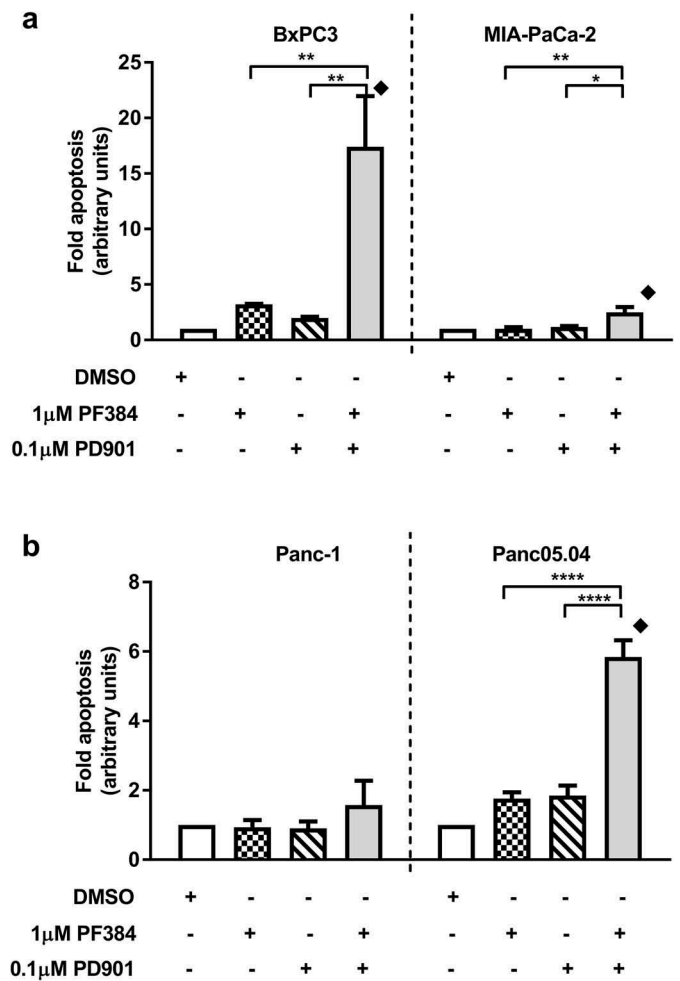 a
BxPC3 MIA-PaCa-2
** **
** *
25
20
15
10
5
0
Fold apoptosis
(arbitrary units)
DMSO + - - - + - - -
1μM PF384 - + - + - + - +
0.1μM PD901 - - + + - - + +
b
Panc-1 Panc05.04
****
****
8
6
4
2
0
Fold apoptosis
(arbitrary units)
DMSO + - - - + - - -
1μM PF384 - + - + - + - +
0.1μM PD901 - - + + - - + +